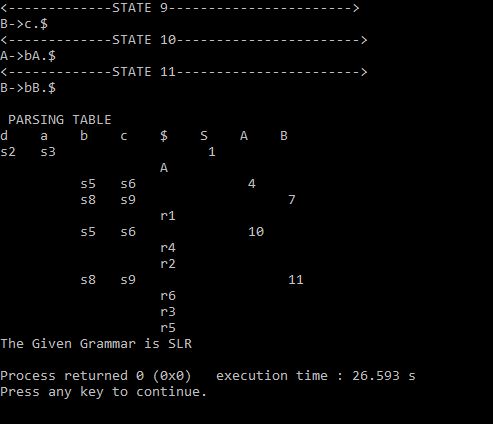 <-------------STATE 9----------------------->
B->c.$
<-------------STATE 10----------------------->
A->bA.$
<-------------STATE 11----------------------->
B->bB.$
PARSING TABLE
d a b c $ S A B
s2 s3 1
A
s5 s6 4
s8 s9 7
r1
s5 s6 10
r4
r2
s8 s9 11
r6
r3
r5
The Given Grammar is SLR
Process returned 0 (0x0) execution time : 26.593 s
Press any key to continue.